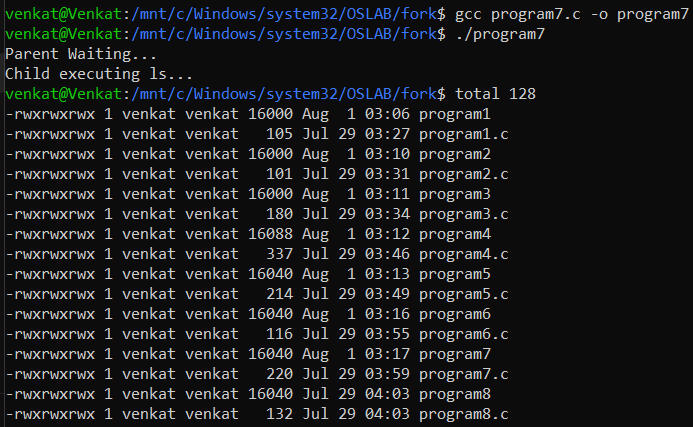 venkat@Venkat:/mnt/c/Windows/system32/OSLAB/fork$ gcc program7.c -o program7
venkat@Venkat:/mnt/c/Windows/system32/OSLAB/fork$ ./program7
Parent Waiting...
Child executing ls...
venkat@Venkat:/mnt/c/Windows/system32/OSLAB/fork$ total 128
-rwxrwxrwx 1 venkat venkat 16000 Aug  1 03:06 program1
-rwxrwxrwx 1 venkat venkat   105 Jul 29 03:27 program1.c
-rwxrwxrwx 1 venkat venkat 16000 Aug  1 03:10 program2
-rwxrwxrwx 1 venkat venkat   101 Jul 29 03:31 program2.c
-rwxrwxrwx 1 venkat venkat 16000 Aug  1 03:11 program3
-rwxrwxrwx 1 venkat venkat   180 Jul 29 03:34 program3.c
-rwxrwxrwx 1 venkat venkat 16088 Aug  1 03:12 program4
-rwxrwxrwx 1 venkat venkat   337 Jul 29 03:46 program4.c
-rwxrwxrwx 1 venkat venkat 16040 Aug  1 03:13 program5
-rwxrwxrwx 1 venkat venkat   214 Jul 29 03:49 program5.c
-rwxrwxrwx 1 venkat venkat 16040 Aug  1 03:16 program6
-rwxrwxrwx 1 venkat venkat   116 Jul 29 03:55 program6.c
-rwxrwxrwx 1 venkat venkat 16040 Aug  1 03:17 program7
-rwxrwxrwx 1 venkat venkat   220 Jul 29 03:59 program7.c
-rwxrwxrwx 1 venkat venkat 16040 Jul 29 04:03 program8
-rwxrwxrwx 1 venkat venkat   132 Jul 29 04:03 program8.c